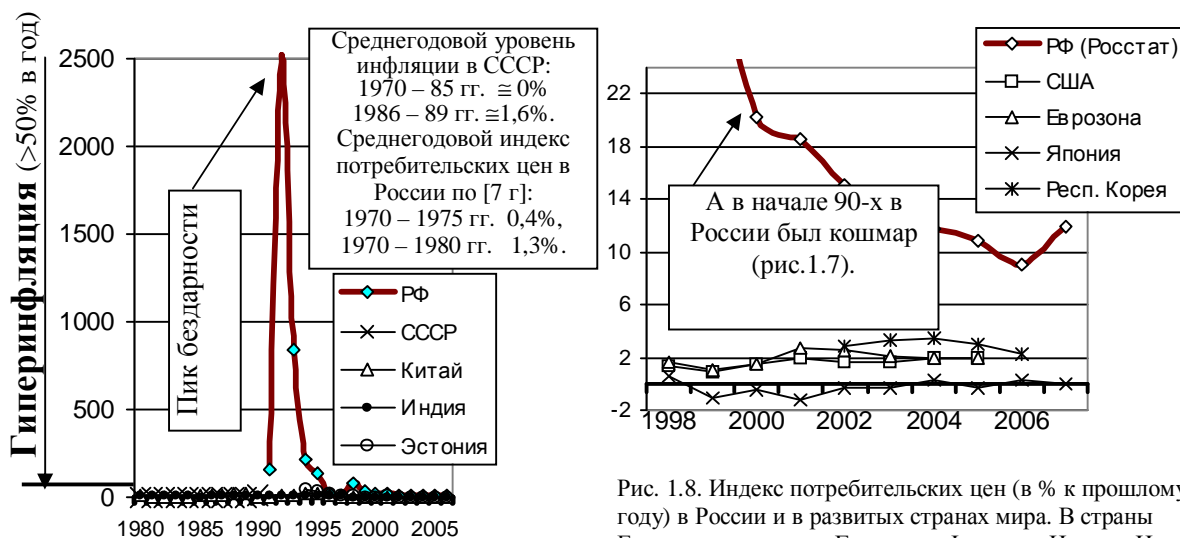 Гиперинфляция (>50% в год)
2500
2000
1500
1000
500
0
1980 1985 1990 1995 2000 2005
Пик бездарности
Среднегодовой уровень
инфляции в СССР:
1970 – 85 гг. ≅0%
1986 – 89 гг. ≅1,6%.
Среднегодовой индекс
потребительских цен в
России по [7 г]:
1970 – 1975 гг. 0,4%,
1970 – 1980 гг. 1,3%.
РФ
СССР
Китай
Индия
Эстония
22
18
14
10
6
2
-2
1998 2000 2002 2004 2006
А в начале 90-х в
России был кошмар
(рис.1.7).
РФ (Росстат)
США
Еврозона
Япония
Респ. Корея
Рис. 1.8. Индекс потребительских цен (в % к прошлому
году) в России и в развитых странах мира. В страны